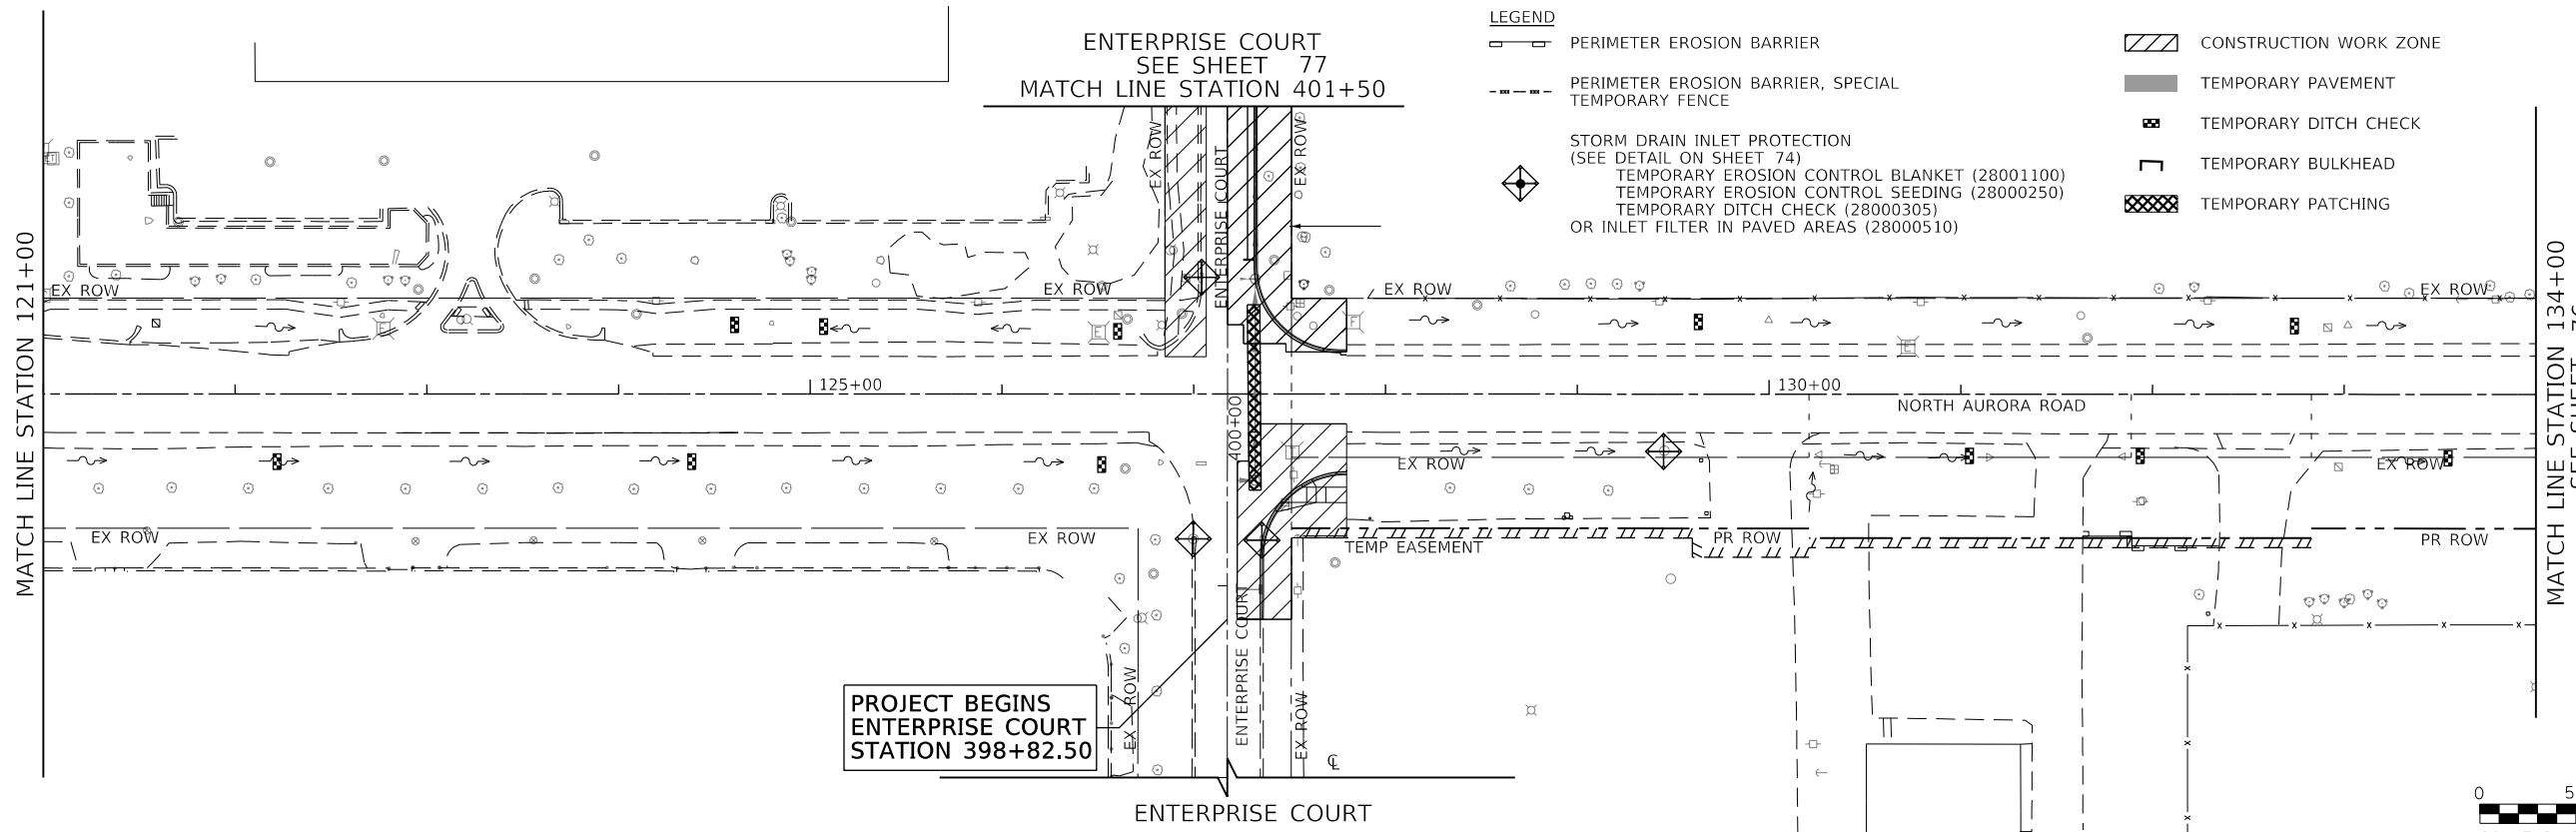 ENTERPRISE COURT
SEE SHEET 77
MATCH LINE STATION 401+50
LEGEND
PERIMETER EROSION BARRIER
PERIMETER EROSION BARRIER, SPECIAL
TEMPORARY FENCE
STORM DRAIN INLET PROTECTION
(SEE DETAIL ON SHEET 74)
TEMPORARY EROSION CONTROL BLANKET (28001100)
TEMPORARY EROSION CONTROL SEEDING (28000250)
TEMPORARY DITCH CHECK (28000305)
OR INLET FILTER IN PAVED AREAS (28000510)
CONSTRUCTION WORK ZONE
TEMPORARY PAVEMENT
TEMPORARY DITCH CHECK
TEMPORARY BULKHEAD
TEMPORARY PATCHING
MATCH LINE STATION 121+00
EX ROW
EX ROW
ENTERPRISE COURT
EX ROW
EX ROW
EX ROW
EX ROW
EX ROW
E
E
F
E
125+00
130+00
NORTH AURORA ROAD
400+00
EX ROW
EX ROW
EX ROW
EX ROW
TEMP EASEMENT
PR ROW
PR ROW
MATCH LINE STATION 134+00
SEE SHEET 76
EX ROW
ENTERPRISE COURT
EX ROW
PROJECT BEGINS
ENTERPRISE COURT
STATION 398+82.50
℄
ENTERPRISE COURT
0
5